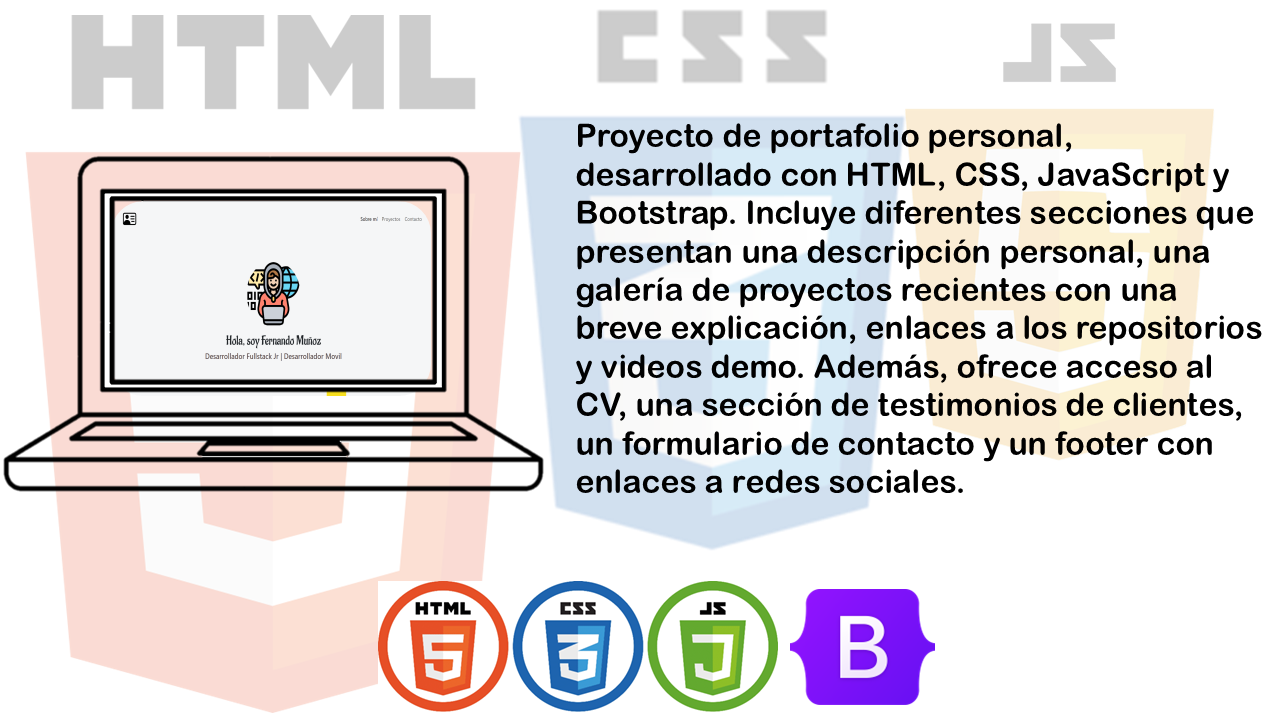 HTML
CSS
JS
Proyecto de portafolio personal,
desarrollado con HTML, CSS, JavaScript y
Bootstrap. Incluye diferentes secciones que
presentan una descripción personal, una
galería de proyectos recientes con una
breve explicación, enlaces a los repositorios
y videos demo. Además, ofrece acceso al
CV, una sección de testimonios de clientes,
un formulario de contacto y un footer con
enlaces a redes sociales.
Sobre mí Proyectos Contacto
Hola, soy Fernando Muñoz
Desarrollador Fullstack Jr | Desarrollador Movil
HTML
5
CSS
3
JS
B